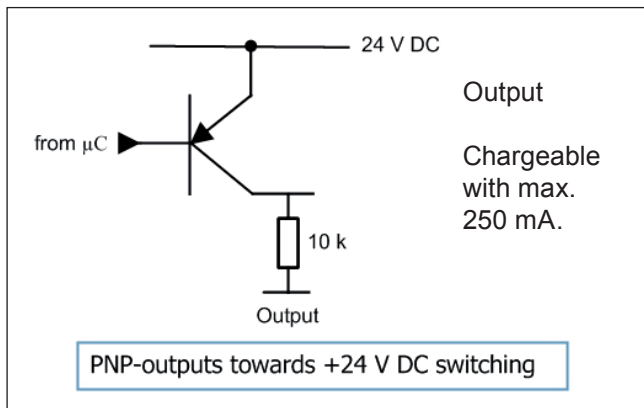 24 V DC
Output
from µC
Chargeable
with max.
250 mA.
10 k
Output
PNP-outputs towards +24 V DC switching